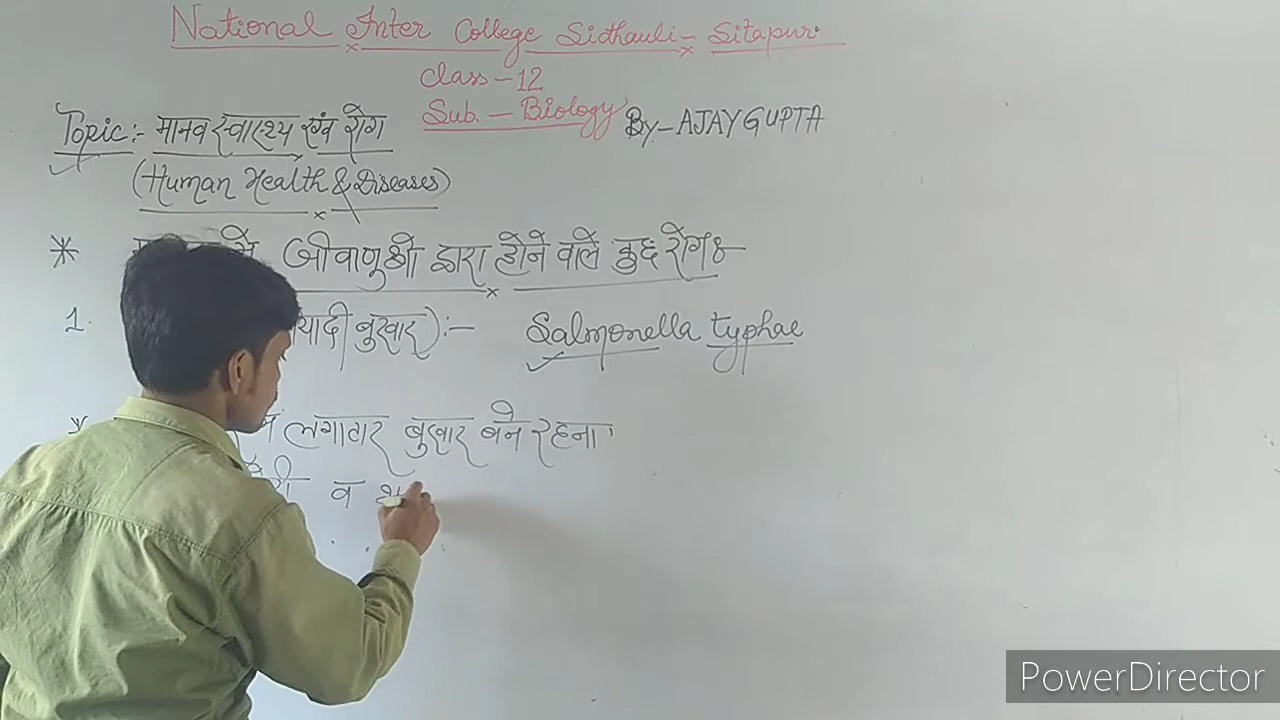 National Inter College Sidhauli- Sitapur
Class-12
Sub. - Biology
By- AJAY GUPTA
Topic:- मानव स्वास्थ्य एवं रोग
(Human Health & Diseases)
* जीवाणुओ द्वारा होने वाले कुछ रोग:-
1. यादी बुखार):- Salmonella typhae
* लगातार बुखार बने रहना
व
PowerDirector